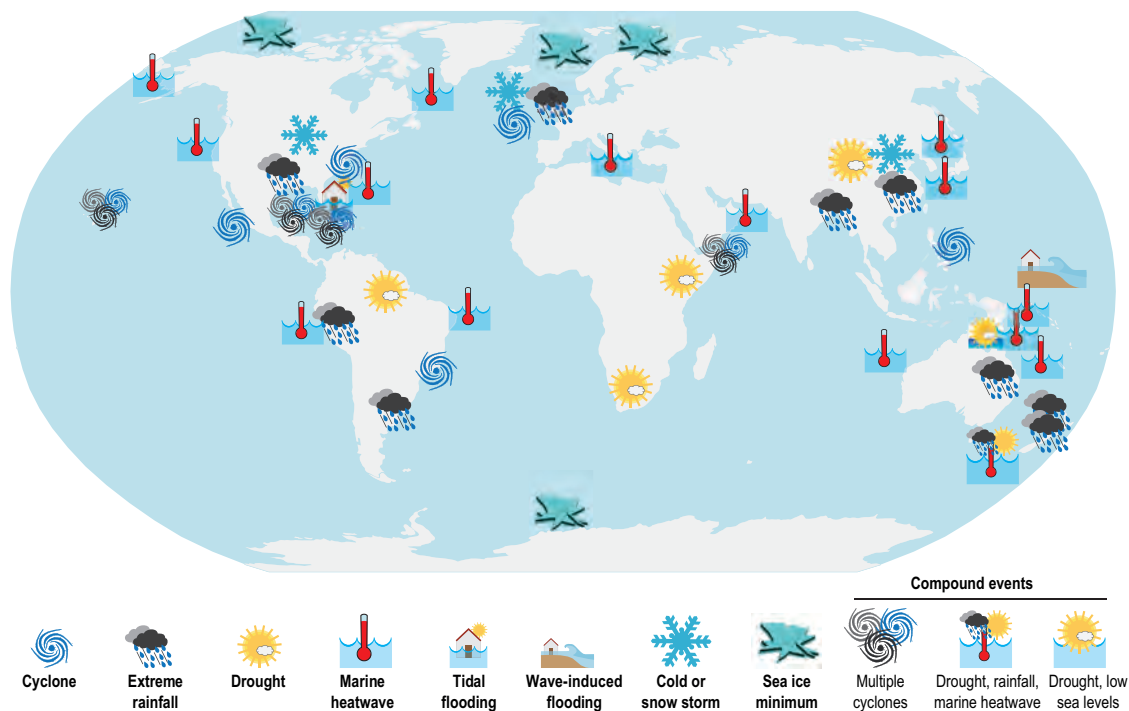 Compound events
Cyclone
Extreme
rainfall
Drought
Marine
heatwave
Tidal
flooding
Wave-induced
flooding
Cold or
snow storm
Sea ice
minimum
Multiple
cyclones
Drought, rainfall,
marine heatwave
Drought, low
sea levels